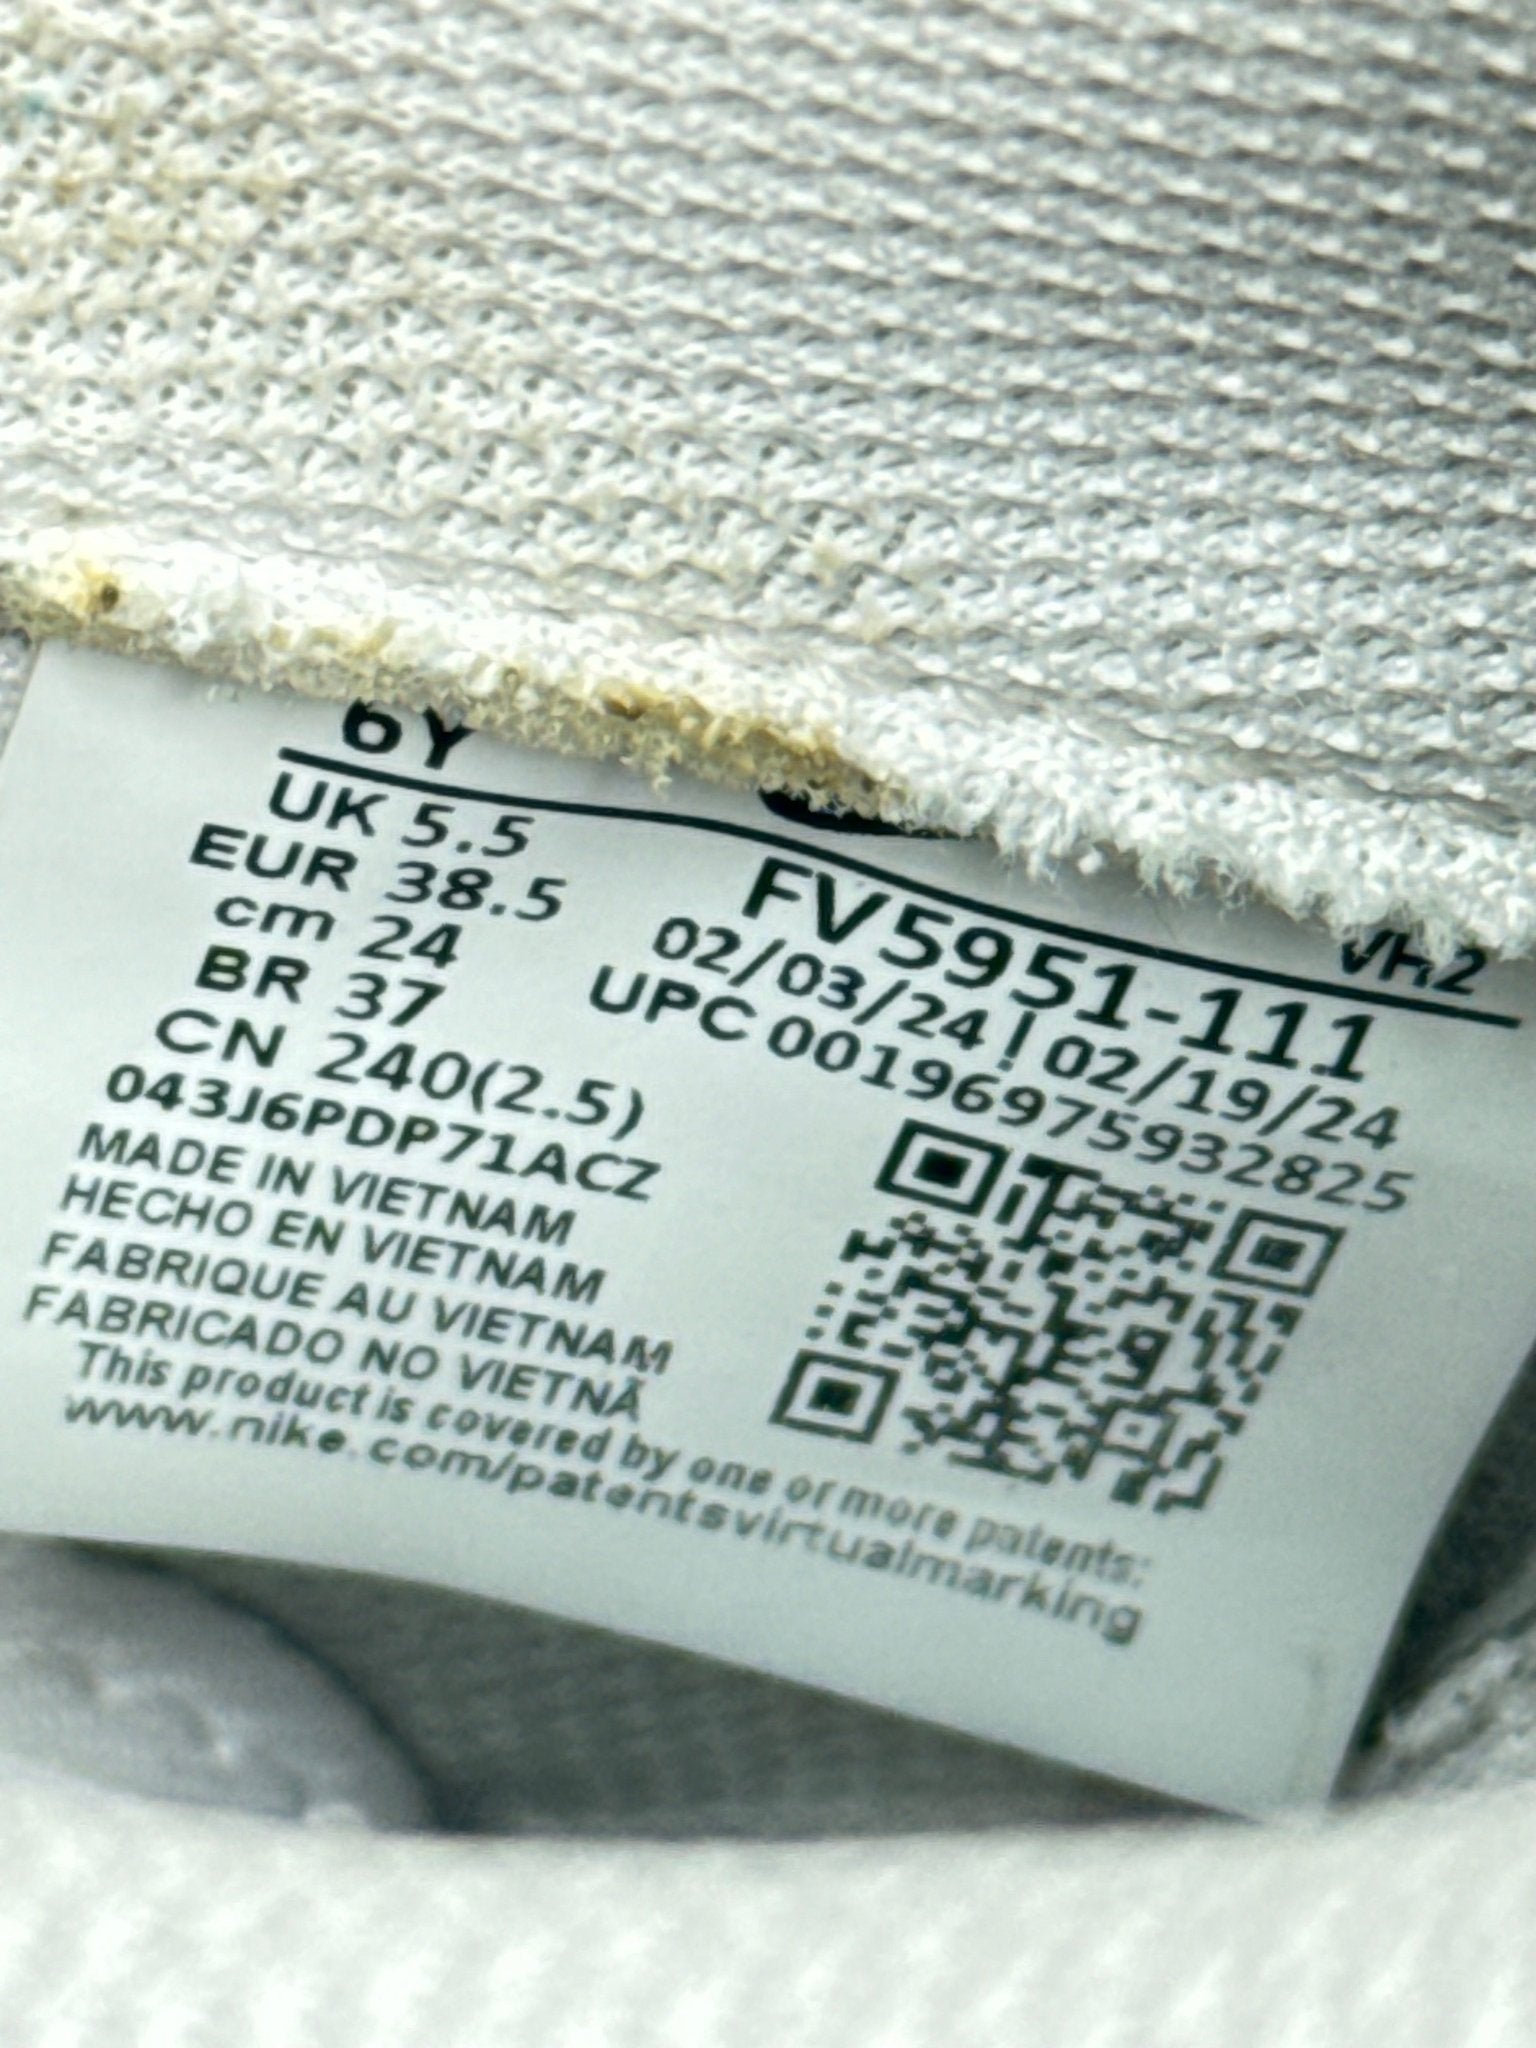 6Y
UK 5.5
EUR 38.5
cm 24
BR 37
CN 240(2.5)
043J6PDP71ACZ
MADE IN VIETNAM
HECHO EN VIETNAM
FABRIQUE AU VIETNAM
FABRICADO NO VIETNÃ
This product is covered by one or more patents:
www.nike.com/patentsvirtualmarking
VH2
FV5951-111
02/03/24 ! 02/19/24
UPC 00196975932825